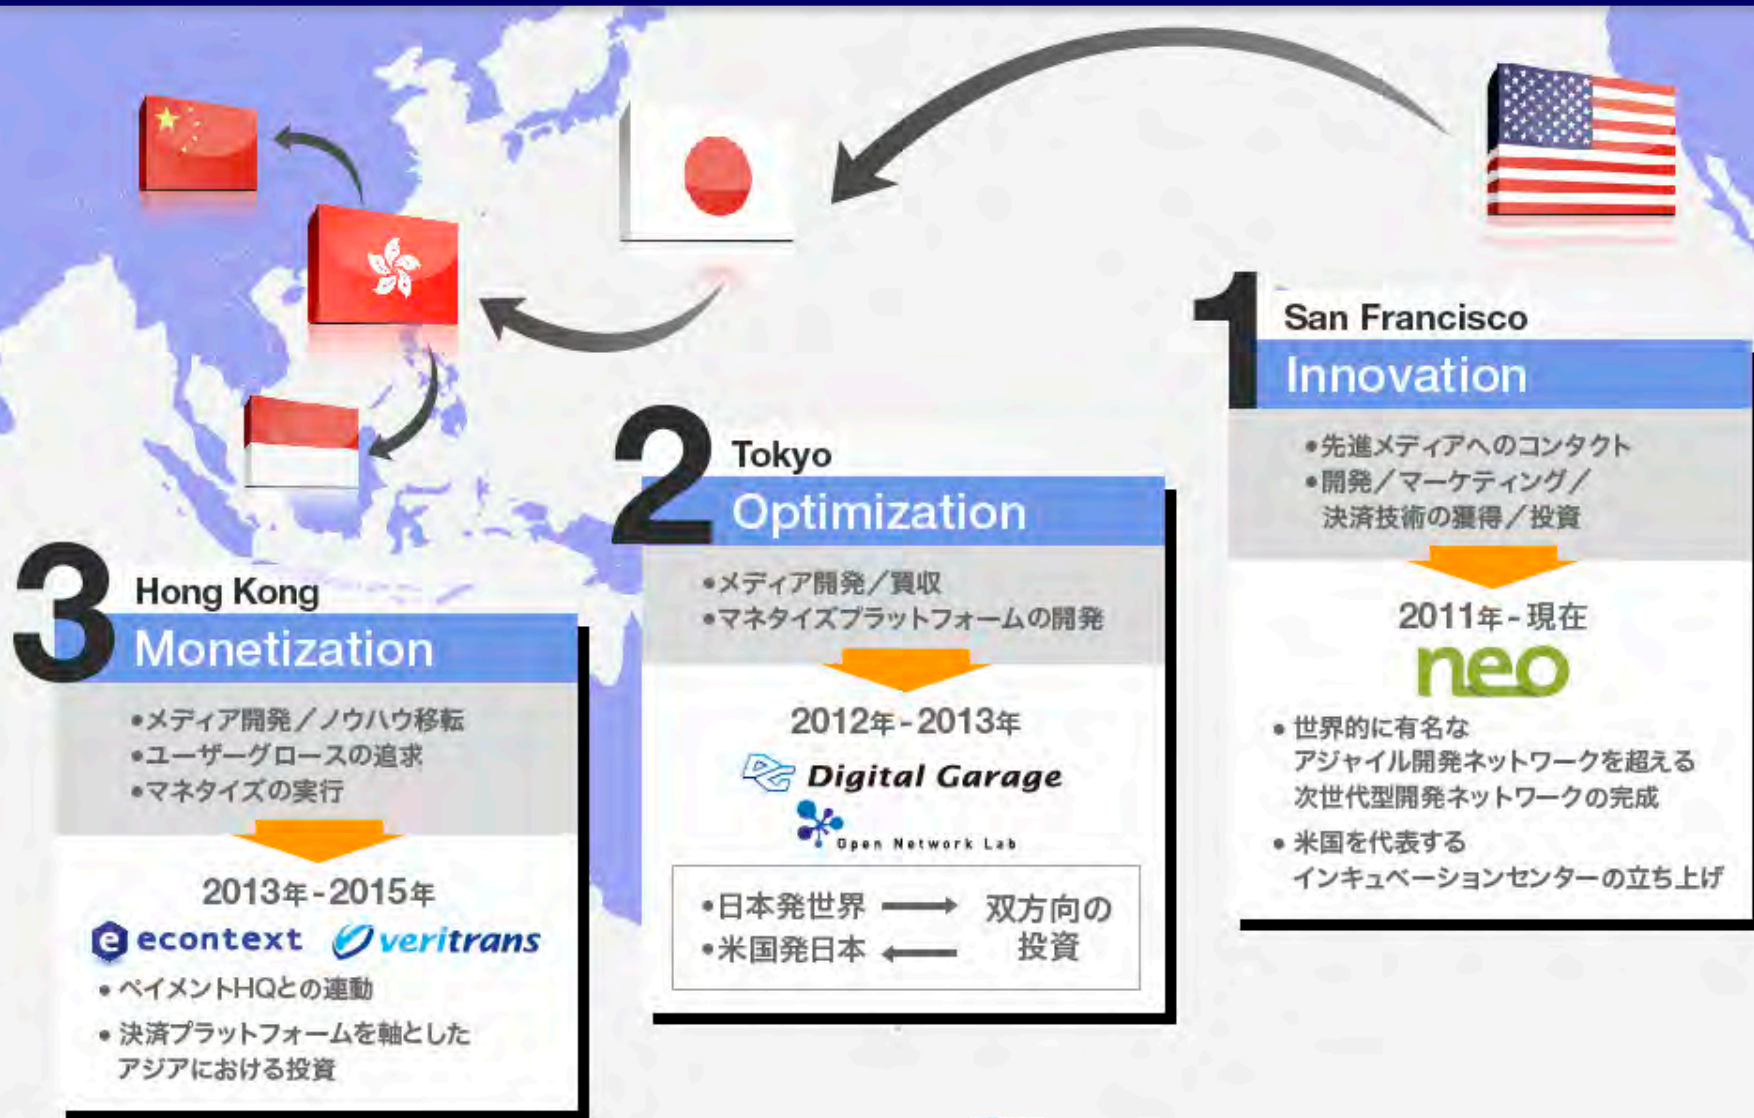 1
San Francisco
Innovation
•先進メディアへのコンタクト
•開発／マーケティング／
決済技術の獲得／投資
2011年-現在
neo
• 世界的に有名な
アジャイル開発ネットワークを超える
次世代型開発ネットワークの完成
• 米国を代表する
インキュベーションセンターの立ち上げ
2
Tokyo
Optimization
•メディア開発／買収
•マネタイズプラットフォームの開発
2012年-2013年
DG Digital Garage
Open Network Lab
•日本発世界 → 双方向の
•米国発日本 ← 投資
3
Hong Kong
Monetization
•メディア開発／ノウハウ移転
•ユーザーグロースの追求
•マネタイズの実行
2013年-2015年
e econtext veritrans
• ペイメントHQとの連動
• 決済プラットフォームを軸とした
アジアにおける投資